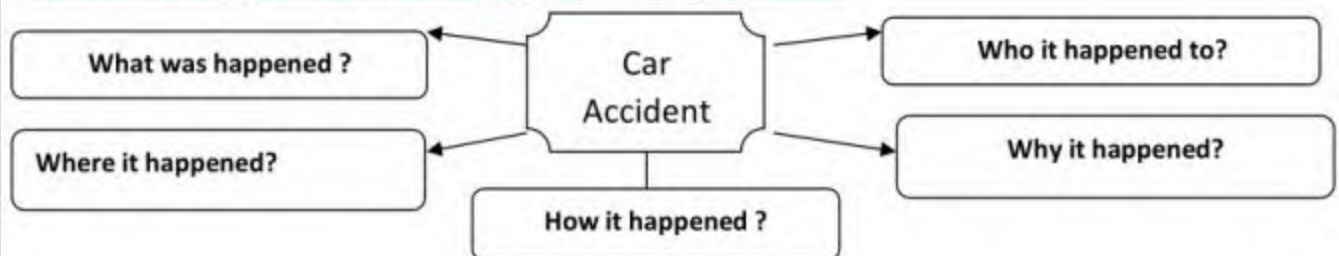 What was happened ?
Car
Accident
Who it happened to?
Where it happened?
Why it happened?
How it happened ?